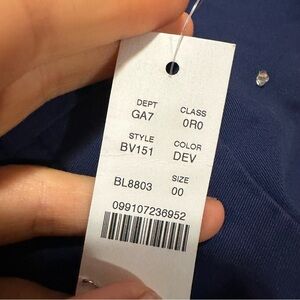 DEPT CLASS
GA7 0R0
STYLE COLOR
BV151 DEV
BL8803 SIZE
00
099107236952